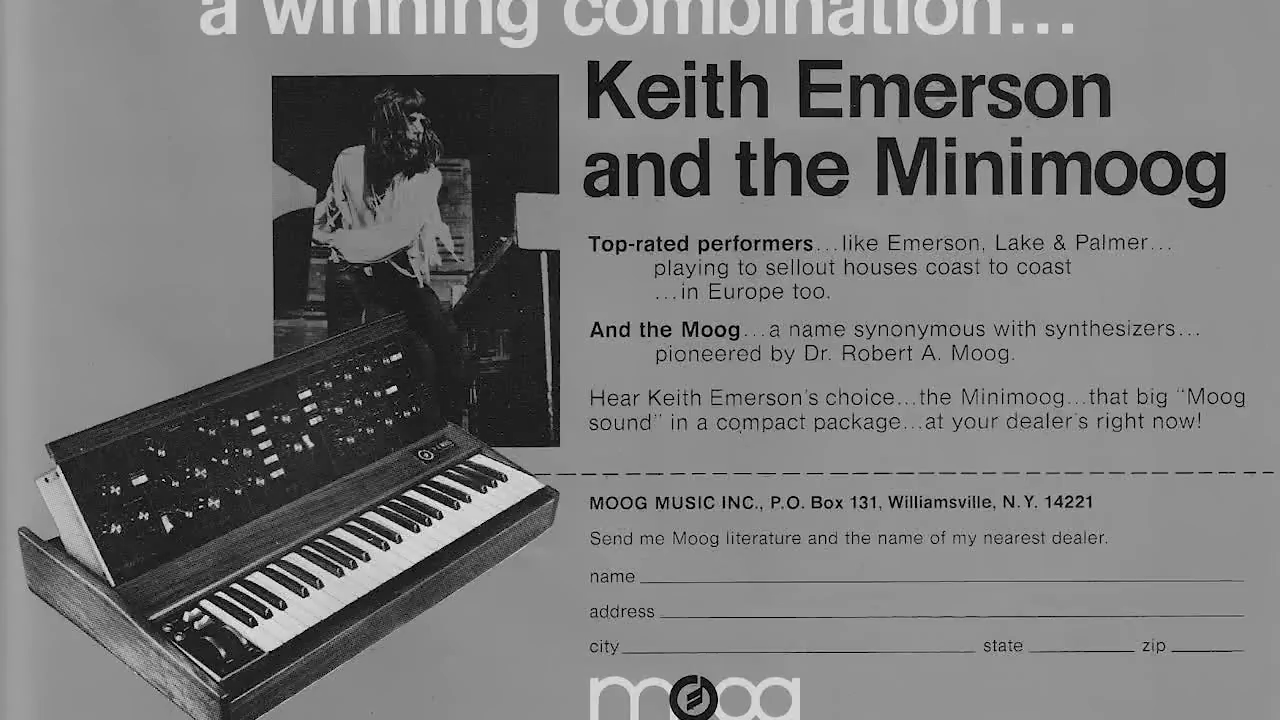 a winning combination...
Keith Emerson
and the Minimoog
Top-rated performers...like Emerson, Lake & Palmer...
playing to sellout houses coast to coast
...in Europe too.
And the Moog...a name synonymous with synthesizers...
pioneered by Dr. Robert A. Moog.
Hear Keith Emerson's choice...the Minimoog...that big "Moog
sound" in a compact package...at your dealer's right now!
MOOG MUSIC INC., P.O. Box 131, Williamsville, N.Y. 14221
Send me Moog literature and the name of my nearest dealer.
name
address
city state zip
moog